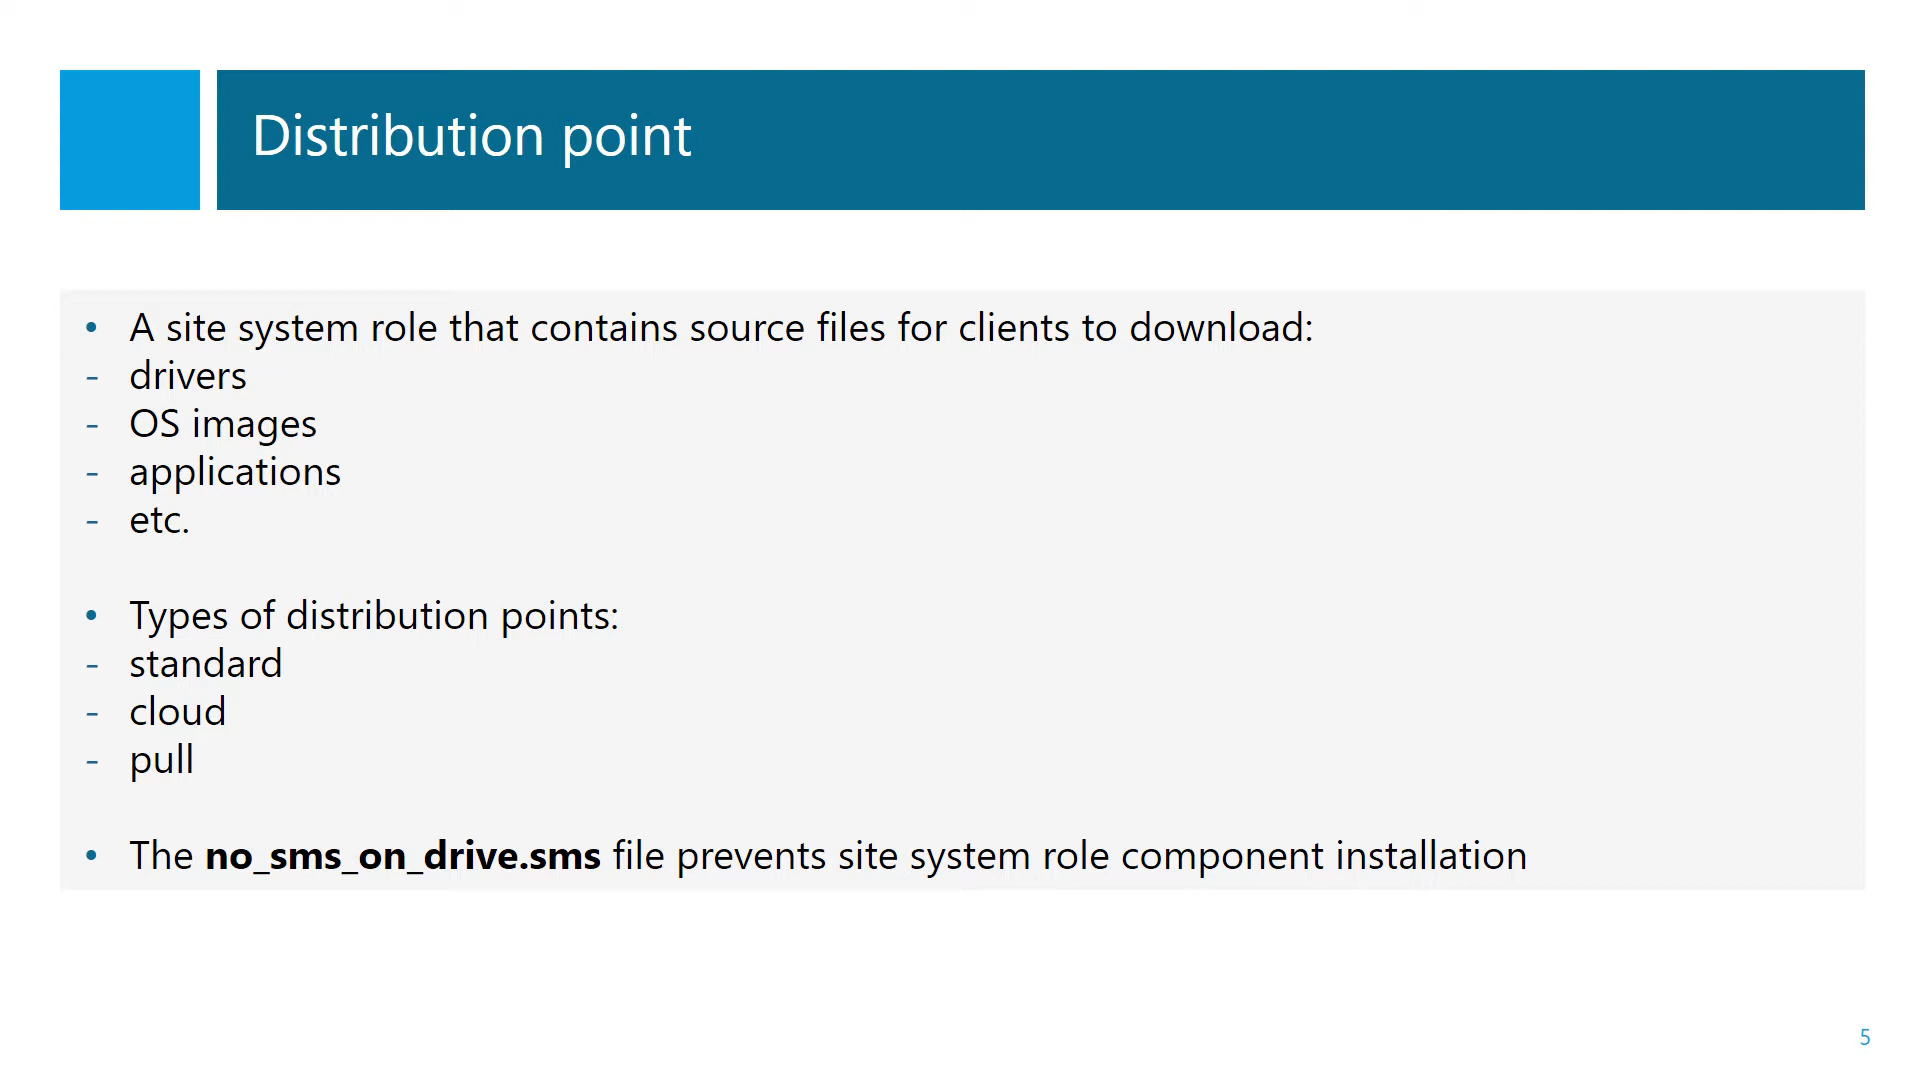 Distribution point
• A site system role that contains source files for clients to download:
- drivers
- OS images
- applications
- etc.
• Types of distribution points:
- standard
- cloud
- pull
• The no_sms_on_drive.sms file prevents site system role component installation
5